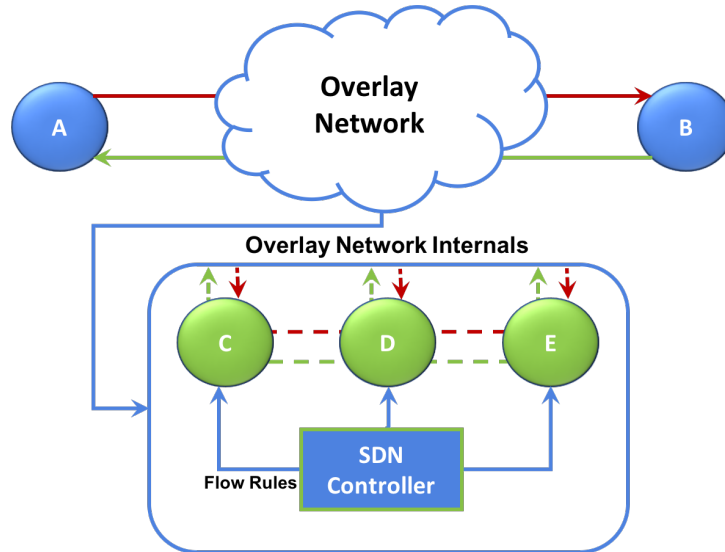 Overlay
Network
A
B
Overlay Network Internals
C
D
E
SDN
Controller
Flow Rules